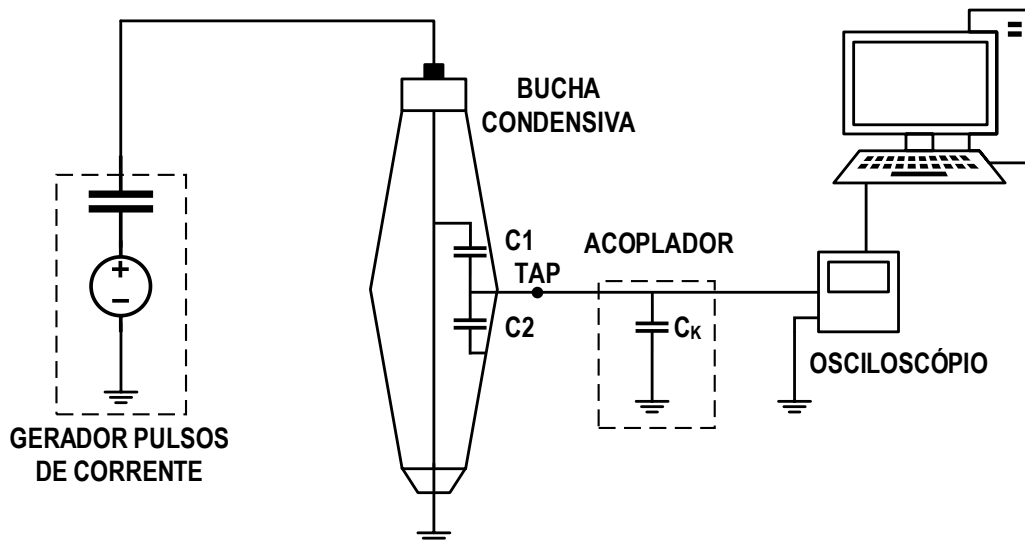 BUCHA
CONDENSIVA
C1
TAP
C2
ACOPLADOR
CK
OSCILOSCÓPIO
GERADOR PULSOS
DE CORRENTE